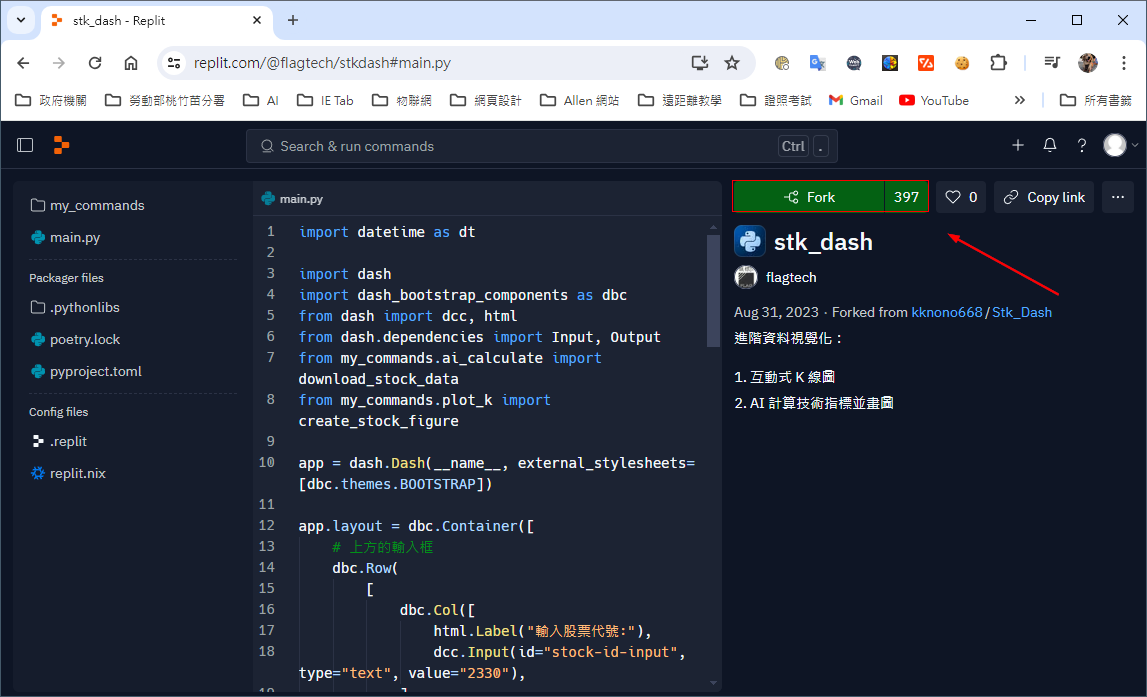 stk_dash - Replit
replit.com/@flagtech/stkdash#main.py
政府機關
勞動部桃竹苗分署
AI
IE Tab
物聯網
網頁設計
Allen 網站
遠距離教學
證照考試
Gmail
YouTube
所有書籤
Search & run commands
Ctrl
.
my_commands
main.py
Packager files
.pythonlibs
poetry.lock
pyproject.toml
Config files
.replit
replit.nix
main.py
1 import datetime as dt
2
3 import dash
4 import dash_bootstrap_components as dbc
5 from dash import dcc, html
6 from dash.dependencies import Input, Output
7 from my_commands.ai_calculate import
download_stock_data
8 from my_commands.plot_k import
create_stock_figure
9
10 app = dash.Dash(__name__, external_stylesheets=
[dbc.themes.BOOTSTRAP])
11
12 app.layout = dbc.Container([
13 # 上方的輸入框
14 dbc.Row(
15 [
16 dbc.Col([
17 html.Label("輸入股票代號:"),
18 dcc.Input(id="stock-id-input",
type="text", value="2330"),
19 ]
Fork
397
0
Copy link
stk_dash
flagtech
Aug 31, 2023 · Forked from kknono668/Stk_Dash
進階資料視覺化：
1. 互動式 K 線圖
2. AI 計算技術指標並畫圖